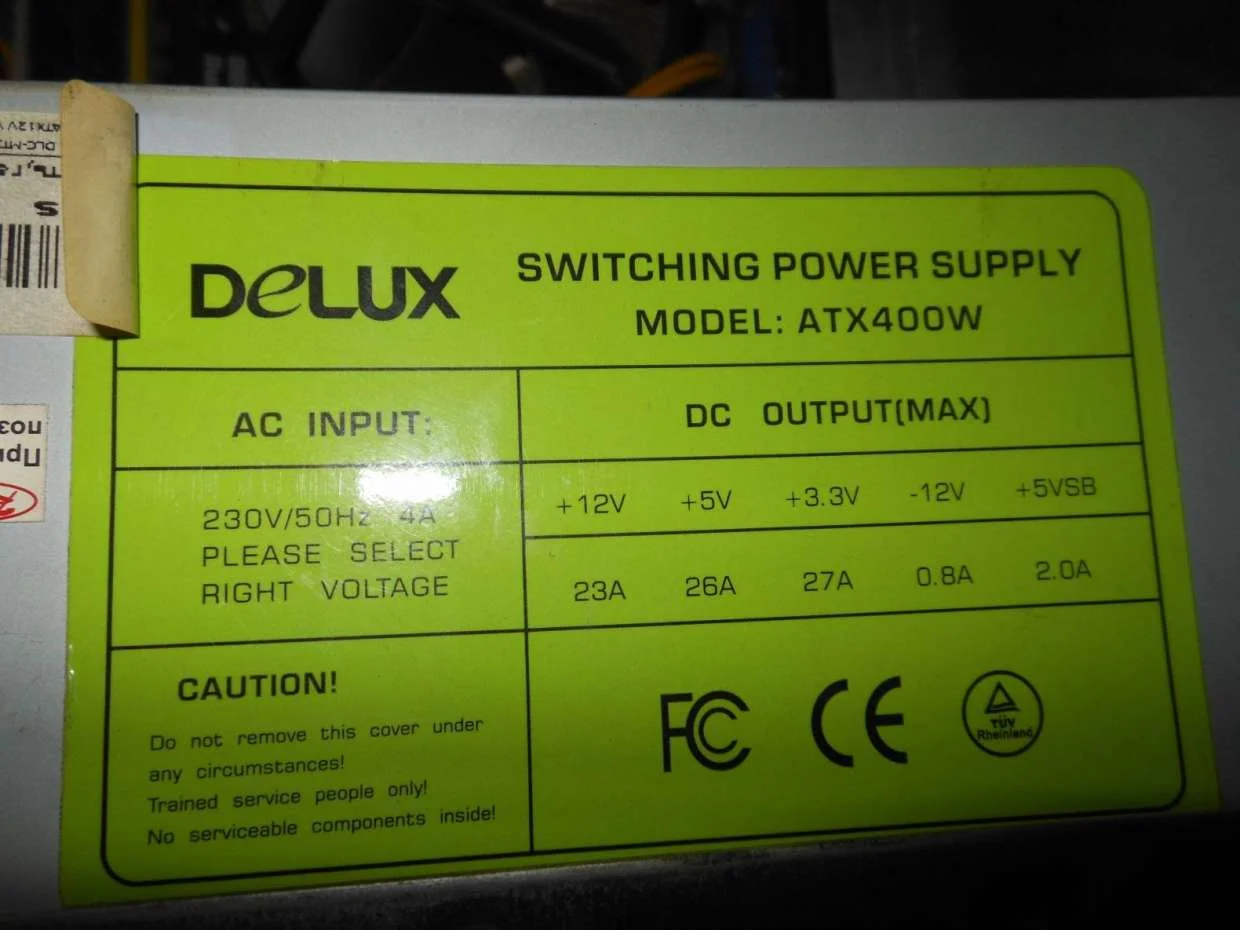 DELUX
SWITCHING POWER SUPPLY
MODEL: ATX400W
AC INPUT:
DC OUTPUT(MAX)
230V/50Hz 4A
PLEASE SELECT
RIGHT VOLTAGE
+12V +5V +3.3V -12V +5VSB
23A 26A 27A 0.8A 2.0A
CAUTION!
Do not remove this cover under
any circumstances!
Trained service people only!
No serviceable components inside!
FC CE TÜV
Rheinland
S
ATX12V